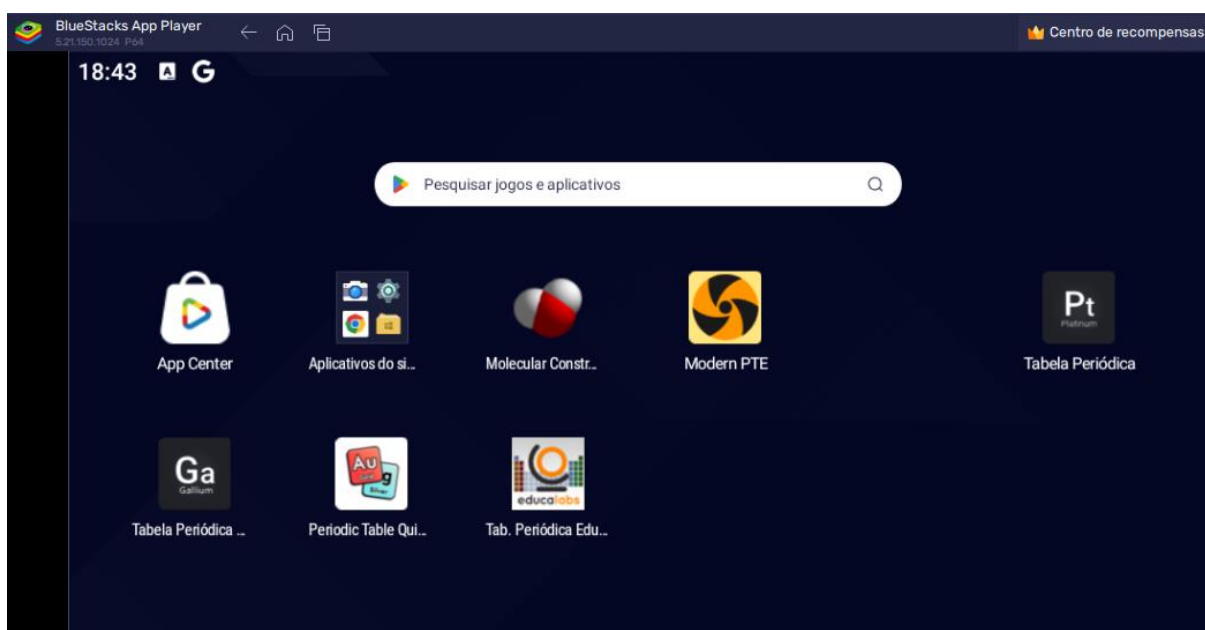 BlueStacks App Player
5.21.150.1024 P64
Centro de recompensas
18:43 A G
Pesquisar jogos e aplicativos
App Center
Aplicativos do si...
Molecular Constr...
Modern PTE
Pt
Platinum
Tabela Periódica
Ga
Gallium
Tabela Periódica ...
Au
g
Silver
Periodic Table Qui...
educalabs
Tab. Periódica Edu...